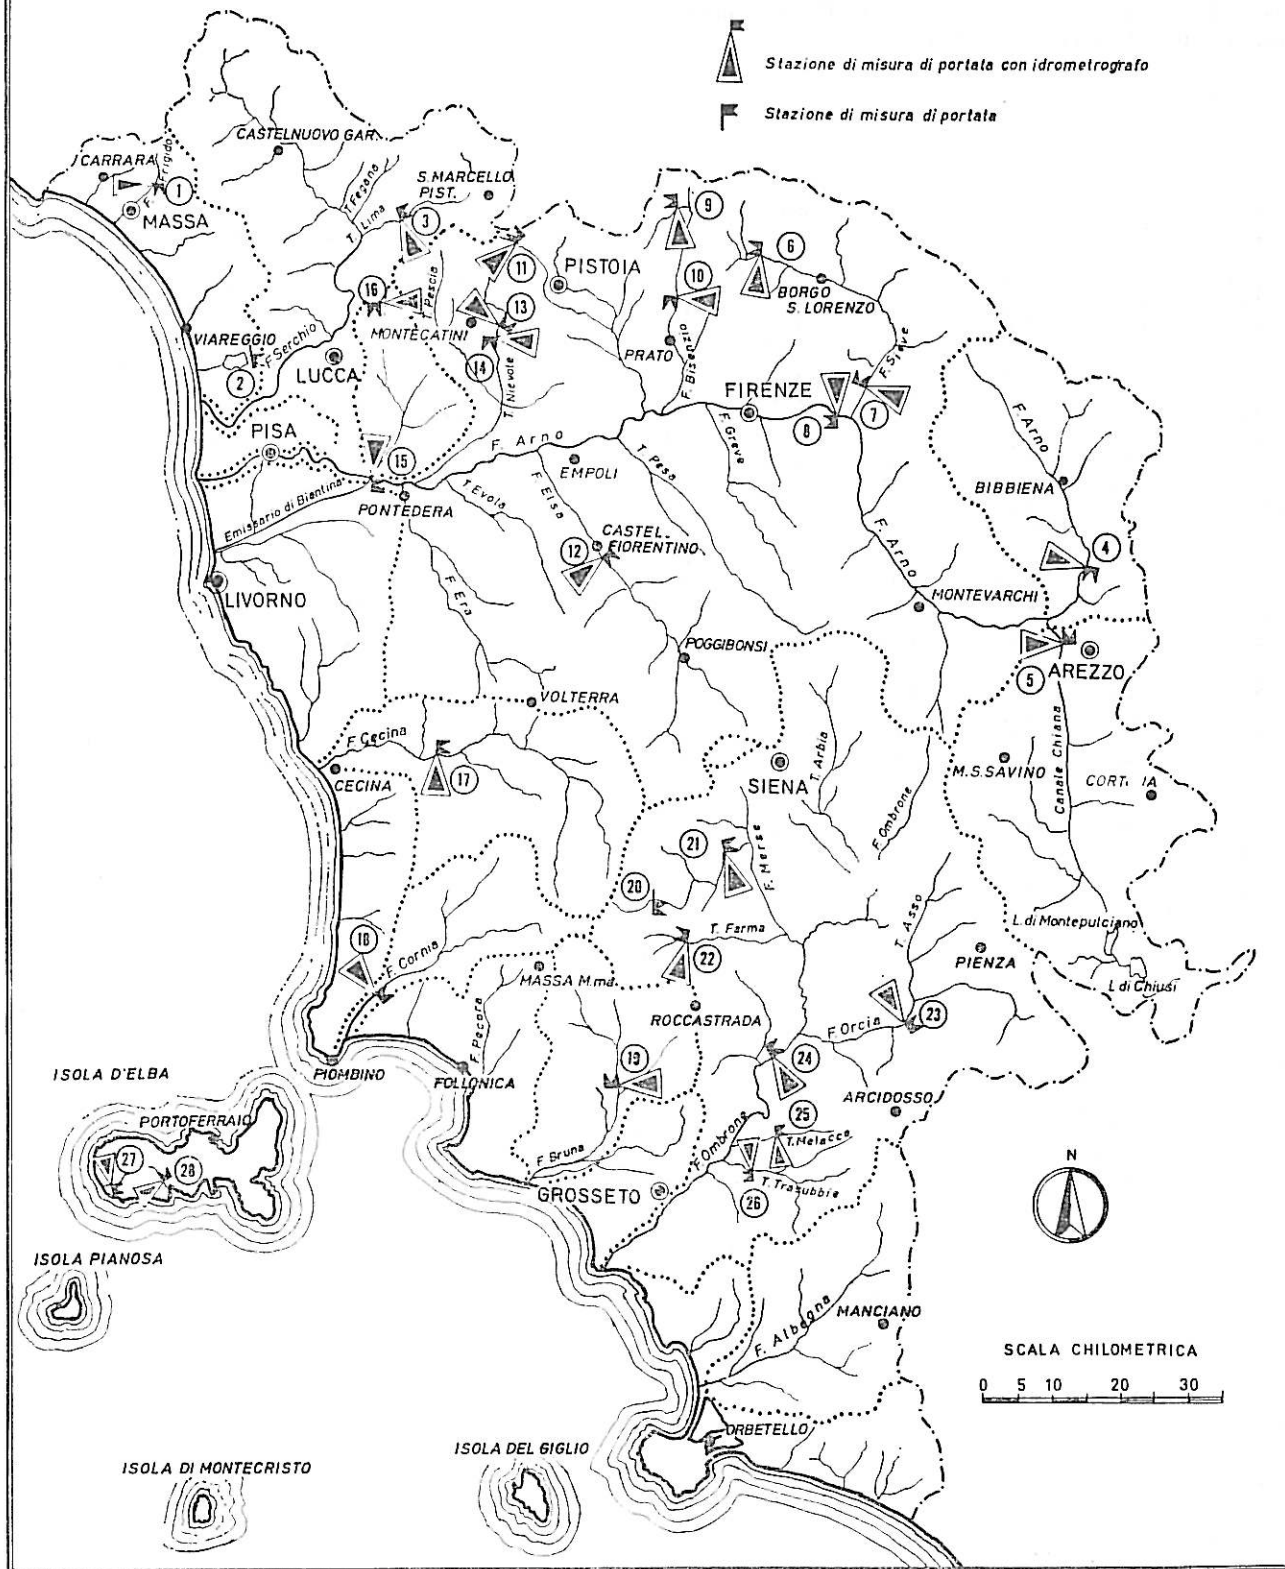 Stazione di misura di portata con idrometrografo
Stazione di misura di portata
CASTELNUOVO GAR.
CARRARA
F. Frigido
1
MASSA
T. Fegana
T. Lima
S. MARCELLO
PIST.
3
9
6
11
PISTOIA
10
BORGO
S. LORENZO
16
T. Pescia
13
MONTECATINI
VIAREGGIO
F. Serchio
2
LUCCA
14
T. Nievole
PRATO
F. Bisenzio
F. Sieve
FIRENZE
7
8
F. Greve
F. Arno
PISA
15
F. Arno
EMPOLI
T. Pesa
BIBBIENA
Emissario di Bientina
PONTEDERA
T. Evola
F. Elsa
CASTEL.
FIORENTINO
12
4
F. Arno
LIVORNO
F. Era
MONTEVARCHI
POGGIBONSI
5
AREZZO
VOLTERRA
F. Cecina
T. Arbia
Canale Chiana
CECINA
17
SIENA
M.S. SAVINO
CORT. IA
F. Ombrone
21
F. Merse
20
T. Farma
T. Asso
L. di Montepulciano
18
F. Cornia
22
PIENZA
MASSA M.ma
L. di Chiusi
ROCCASTRADA
F. Orcia
23
F. Pecora
19
24
ISOLA D'ELBA
PIOMBINO
FOLLONICA
ARCIDOSSO
PORTOFERRAIO
25
F. Ombrone
T. Melacce
27
28
F. Bruna
T. Trasubbie
N
GROSSETO
26
ISOLA PIANOSA
F. Albegna
MANCIANO
SCALA CHILOMETRICA
0 5 10 20 30
ORBETELLO
ISOLA DEL GIGLIO
ISOLA DI MONTECRISTO